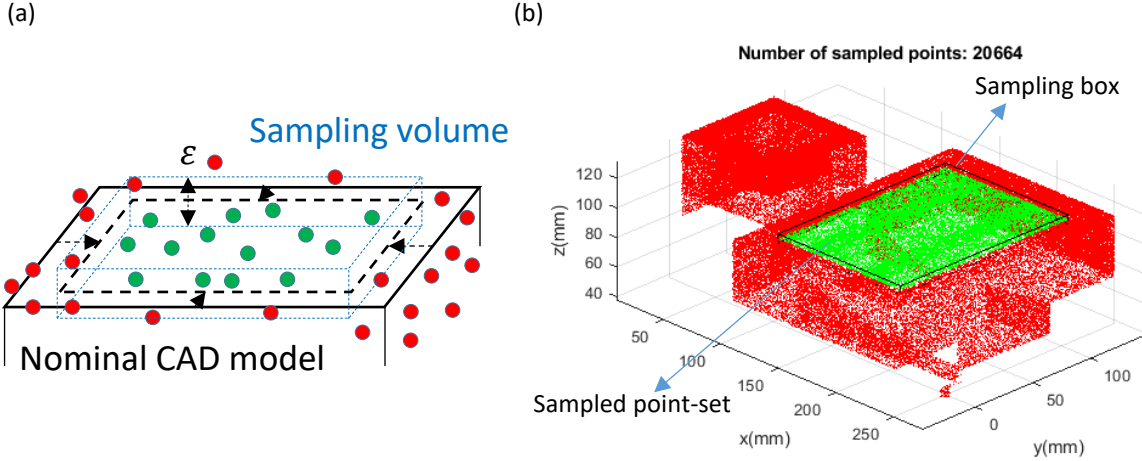 (a)
Sampling volume
ε
Nominal CAD model
(b)
Number of sampled points: 20664
Sampling box
120
100
80
60
40
z(mm)
50
100
150
200
250
x(mm)
0
50
100
y(mm)
Sampled point-set